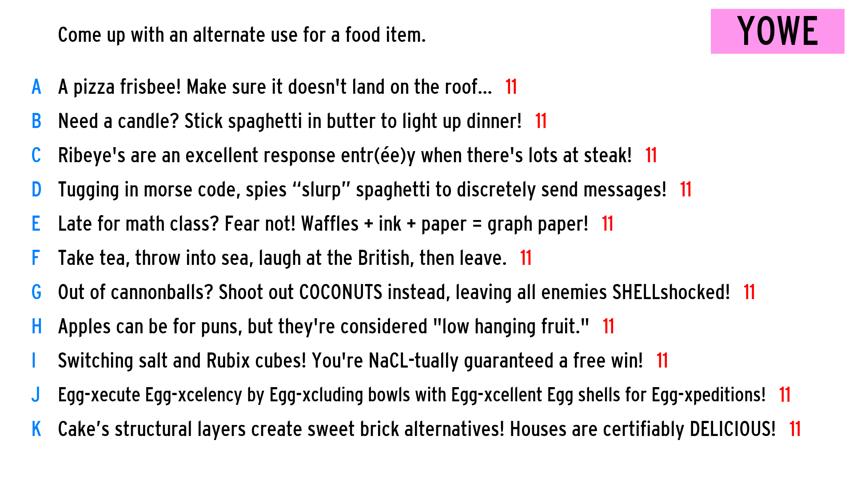 Come up with an alternate use for a food item.
YOWE
A A pizza frisbee! Make sure it doesn't land on the roof... 11
B Need a candle? Stick spaghetti in butter to light up dinner! 11
C Ribeye's are an excellent response entr(ée)y when there's lots at steak! 11
D Tugging in morse code, spies “slurp” spaghetti to discretely send messages! 11
E Late for math class? Fear not! Waffles + ink + paper = graph paper! 11
F Take tea, throw into sea, laugh at the British, then leave. 11
G Out of cannonballs? Shoot out COCONUTS instead, leaving all enemies SHELLshocked! 11
H Apples can be for puns, but they're considered "low hanging fruit." 11
I Switching salt and Rubix cubes! You're NaCL-tually guaranteed a free win! 11
J Egg-xecute Egg-xcelency by Egg-xcluding bowls with Egg-xcellent Egg shells for Egg-xpeditions! 11
K Cake’s structural layers create sweet brick alternatives! Houses are certifiably DELICIOUS! 11